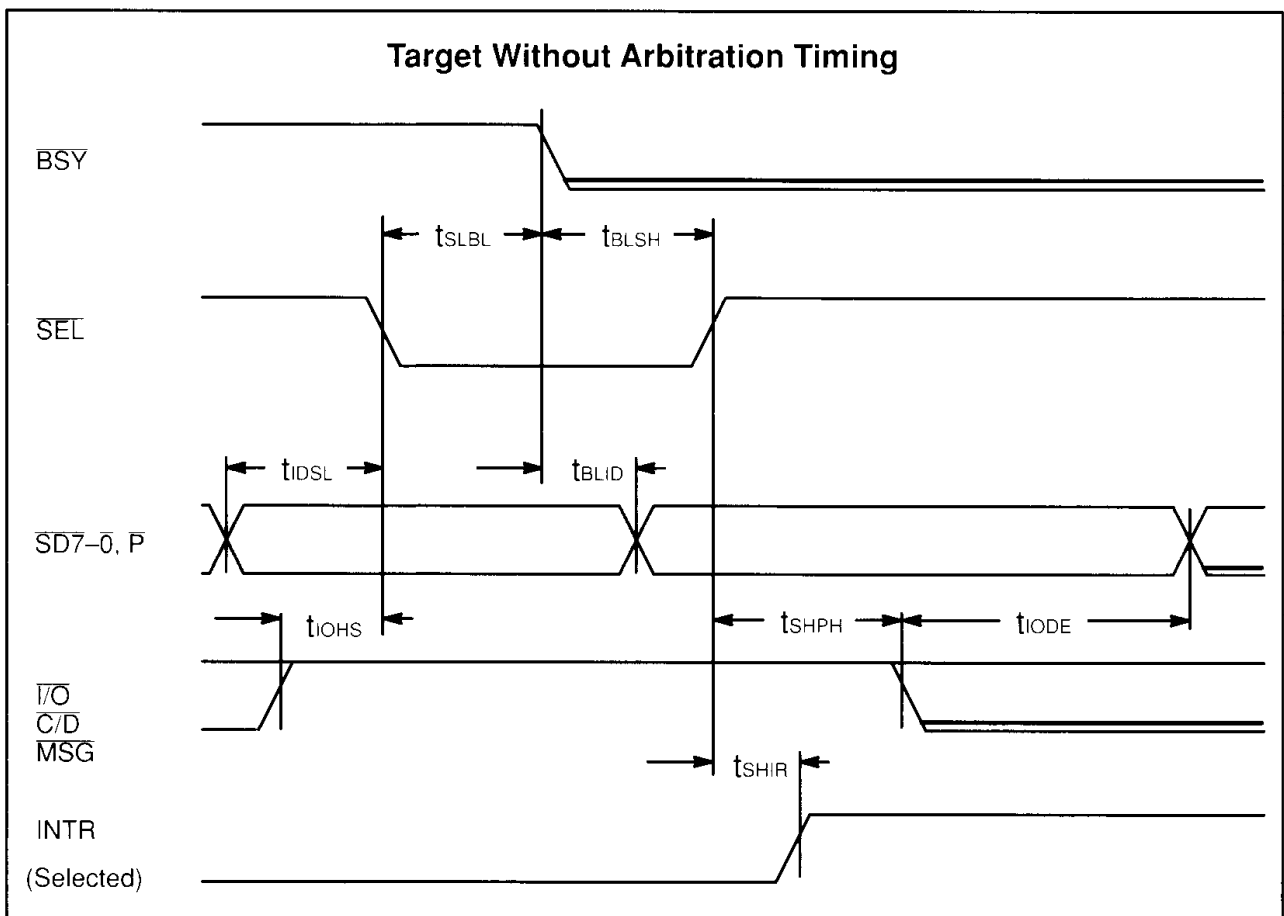 Target Without Arbitration Timing
BSY
tSLBL
tBLSH
SEL
tIDSL
tBLID
SD7–0, P
tIOHS
tSHPH
tIODE
I/O
C/D
MSG
tSHIR
INTR
(Selected)